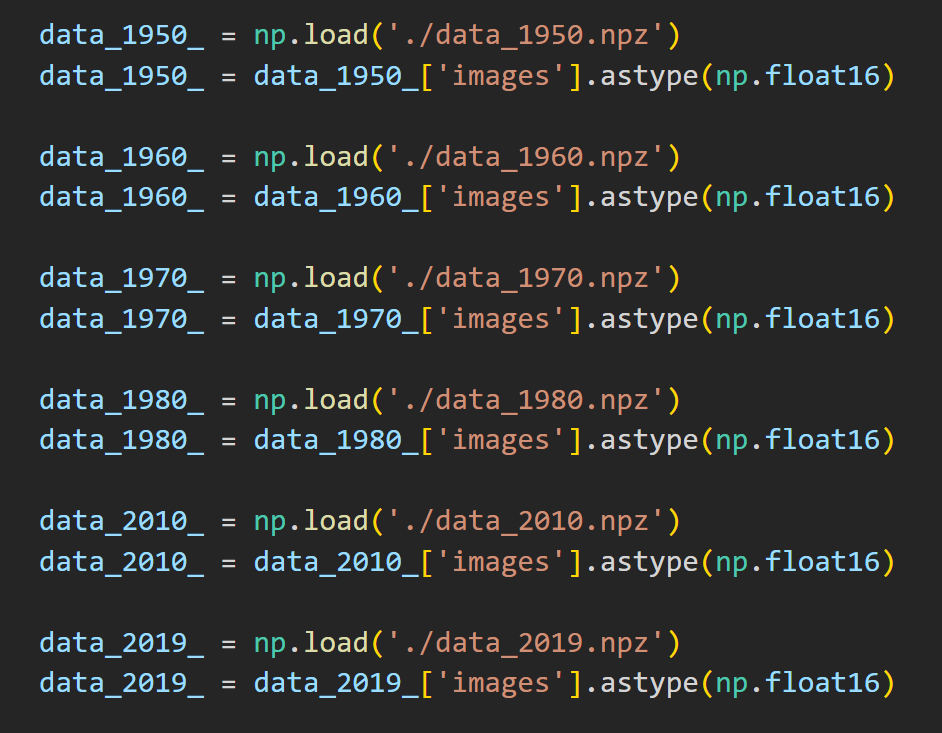 data_1950_ = np.load('./data_1950.npz')
data_1950_ = data_1950_['images'].astype(np.float16)
data_1960_ = np.load('./data_1960.npz')
data_1960_ = data_1960_['images'].astype(np.float16)
data_1970_ = np.load('./data_1970.npz')
data_1970_ = data_1970_['images'].astype(np.float16)
data_1980_ = np.load('./data_1980.npz')
data_1980_ = data_1980_['images'].astype(np.float16)
data_2010_ = np.load('./data_2010.npz')
data_2010_ = data_2010_['images'].astype(np.float16)
data_2019_ = np.load('./data_2019.npz')
data_2019_ = data_2019_['images'].astype(np.float16)